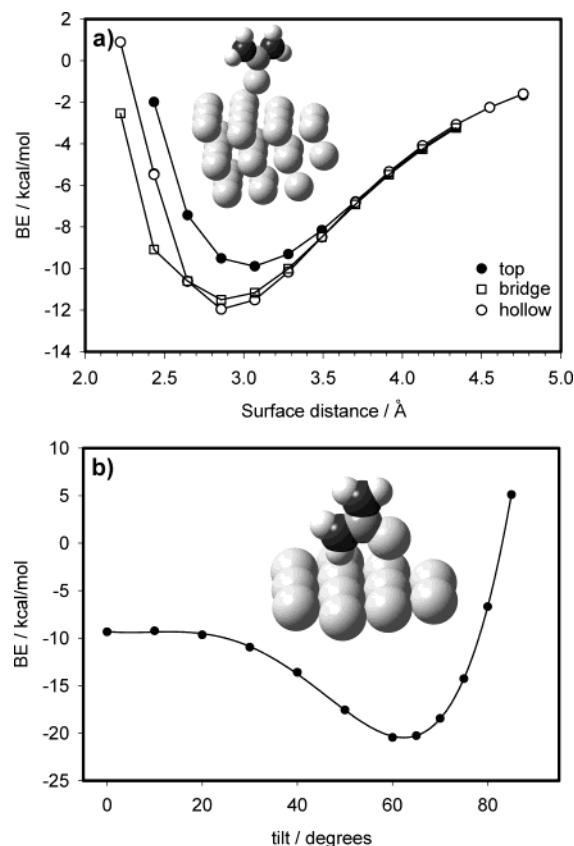 a)
BE / kcal/mol
2
0
-2
-4
-6
-8
-10
-12
-14
top
bridge
hollow
2.0 2.5 3.0 3.5 4.0 4.5 5.0
Surface distance / Å
b)
BE / kcal/mol
10
5
0
-5
-10
-15
-20
-25
0 20 40 60 80
tilt / degrees